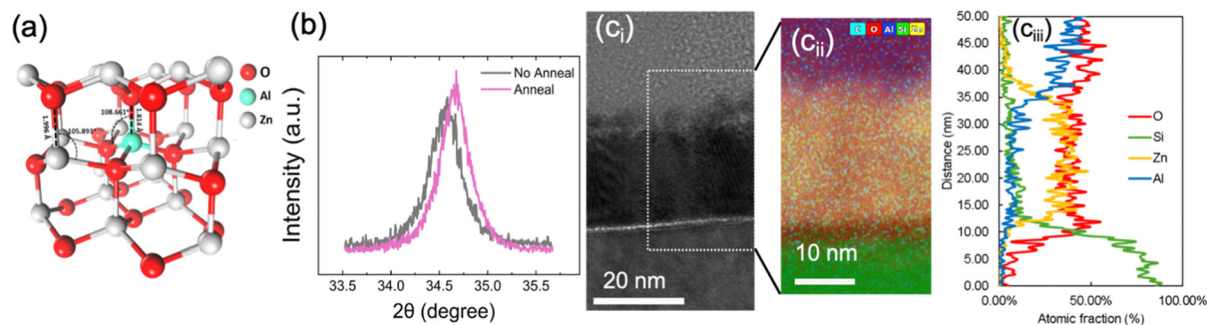 (a)
O
Al
Zn
108.661°
1.814 Å
1.996 Å
105.893°
(b)
No Anneal
Anneal
Intensity (a.u.)
33.5 34.0 34.5 35.0 35.5
2θ (degree)
(ci)
20 nm
(cii)
O Al Si
10 nm
(ciii)
Distance (nm)
50.00
45.00
40.00
35.00
30.00
25.00
20.00
15.00
10.00
5.00
0.00
O
Si
Zn
Al
0.00% 50.00% 100.00%
Atomic fraction (%)